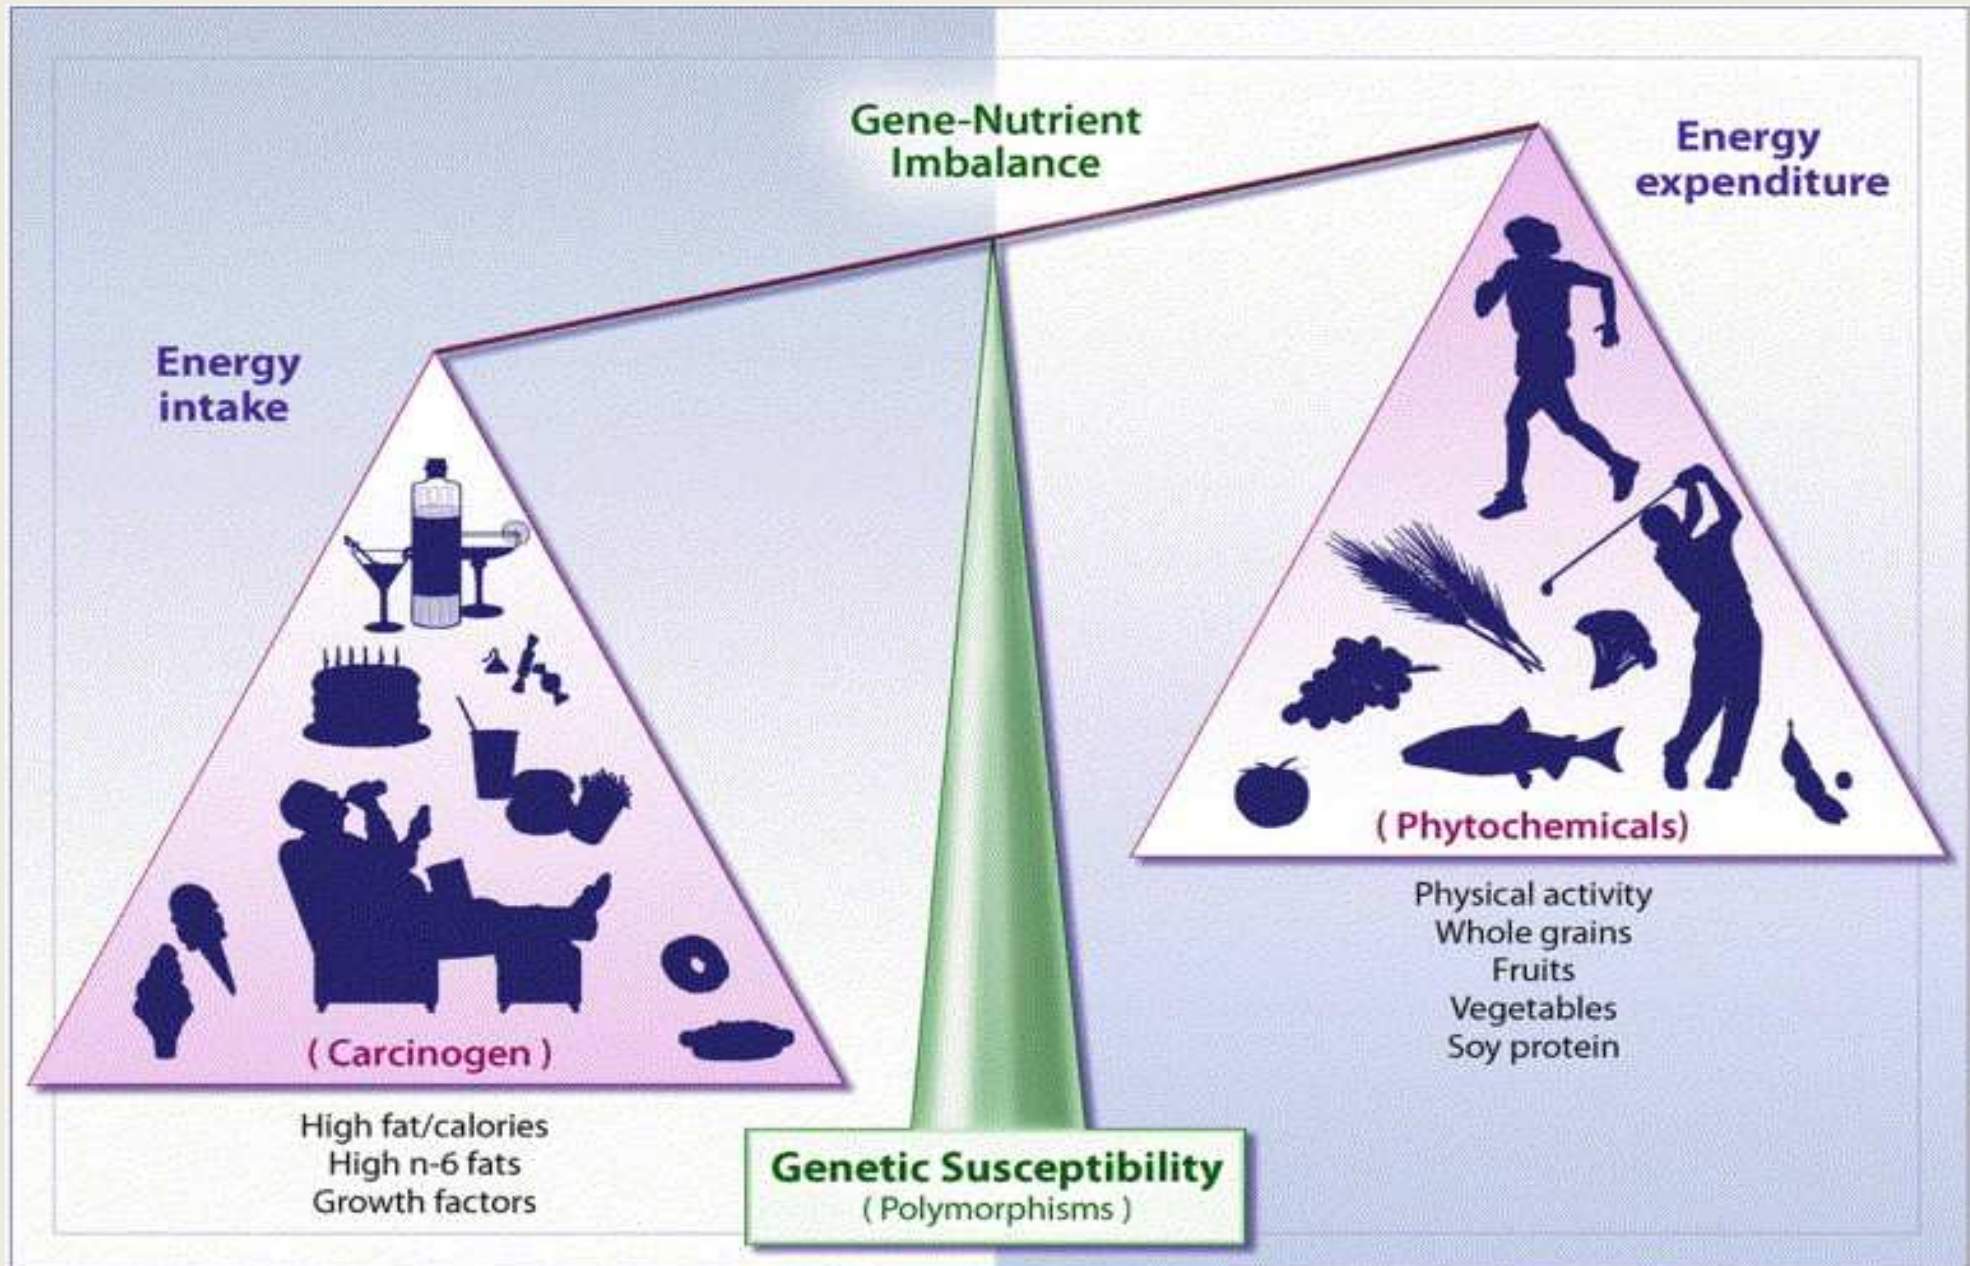 Gene-Nutrient
Imbalance
Energy
expenditure
Energy
intake
( Carcinogen )
High fat/calories
High n-6 fats
Growth factors
( Phytochemicals)
Physical activity
Whole grains
Fruits
Vegetables
Soy protein
Genetic Susceptibility
( Polymorphisms )